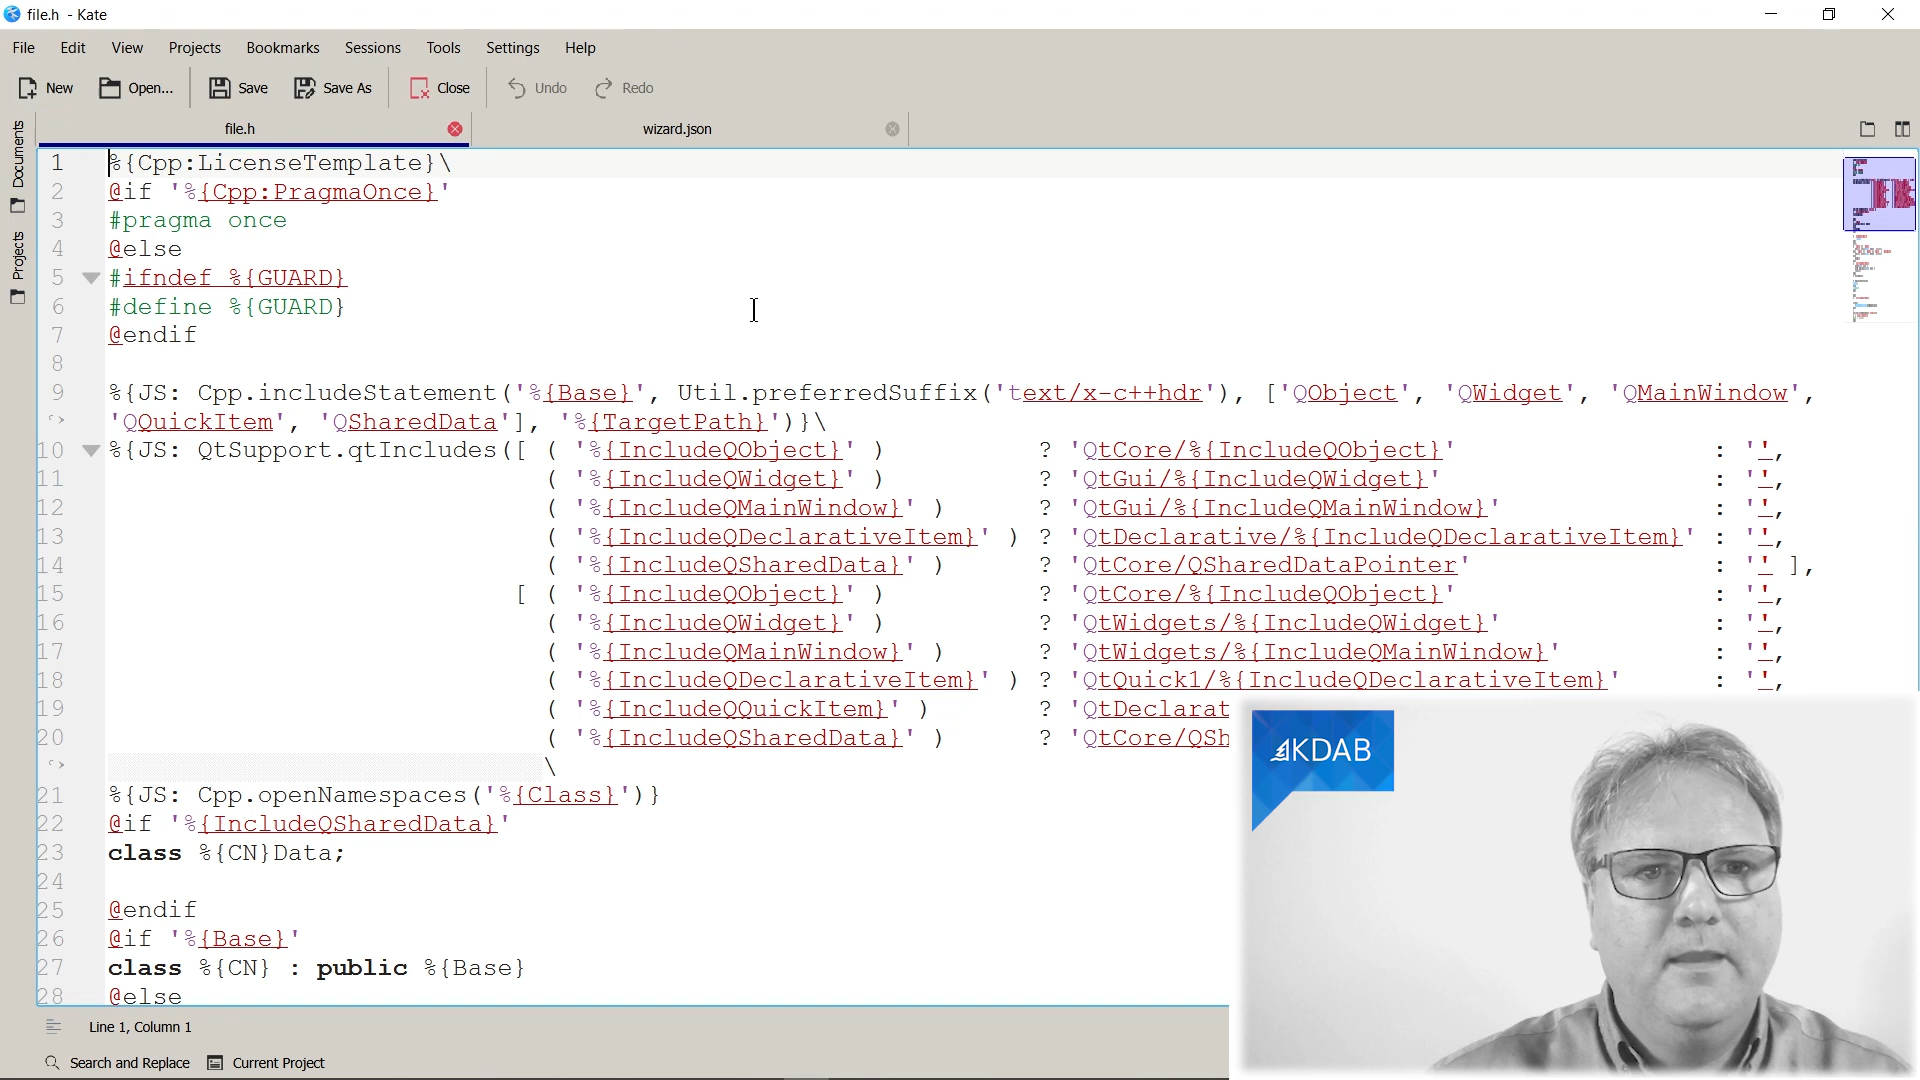 file.h - Kate
File Edit View Projects Bookmarks Sessions Tools Settings Help
New Open... Save Save As Close Undo Redo
Documents
Projects
file.h wizard.json
1 %{Cpp:LicenseTemplate}\
2 @if '%{Cpp:PragmaOnce}'
3 #pragma once
4 @else
5 #ifndef %{GUARD}
6 #define %{GUARD}
7 @endif
8
9 %{JS: Cpp.includeStatement('%{Base}', Util.preferredSuffix('text/x-c++hdr'), ['QObject', 'QWidget', 'QMainWindow',
'QQuickItem', 'QSharedData'], '%{TargetPath}')}\
10 %{JS: QtSupport.qtIncludes([ ( '%{IncludeQObject}' ) ? 'QtCore/%{IncludeQObject}' : '',
11 ( '%{IncludeQWidget}' ) ? 'QtGui/%{IncludeQWidget}' : '',
12 ( '%{IncludeQMainWindow}' ) ? 'QtGui/%{IncludeQMainWindow}' : '',
13 ( '%{IncludeQDeclarativeItem}' ) ? 'QtDeclarative/%{IncludeQDeclarativeItem}' : '',
14 ( '%{IncludeQSharedData}' ) ? 'QtCore/QSharedDataPointer' : '' ],
15 [ ( '%{IncludeQObject}' ) ? 'QtCore/%{IncludeQObject}' : '',
16 ( '%{IncludeQWidget}' ) ? 'QtWidgets/%{IncludeQWidget}' : '',
17 ( '%{IncludeQMainWindow}' ) ? 'QtWidgets/%{IncludeQMainWindow}' : '',
18 ( '%{IncludeQDeclarativeItem}' ) ? 'QtQuick1/%{IncludeQDeclarativeItem}' : '',
19 ( '%{IncludeQQuickItem}' ) ? 'QtDeclarat
20 ( '%{IncludeQSharedData}' ) ? 'QtCore/QSh
\
21 %{JS: Cpp.openNamespaces('%{Class}')}
22 @if '%{IncludeQSharedData}'
23 class %{CN}Data;
24
25 @endif
26 @if '%{Base}'
27 class %{CN} : public %{Base}
28 @else
KDAB
Line 1, Column 1
Search and Replace Current Project